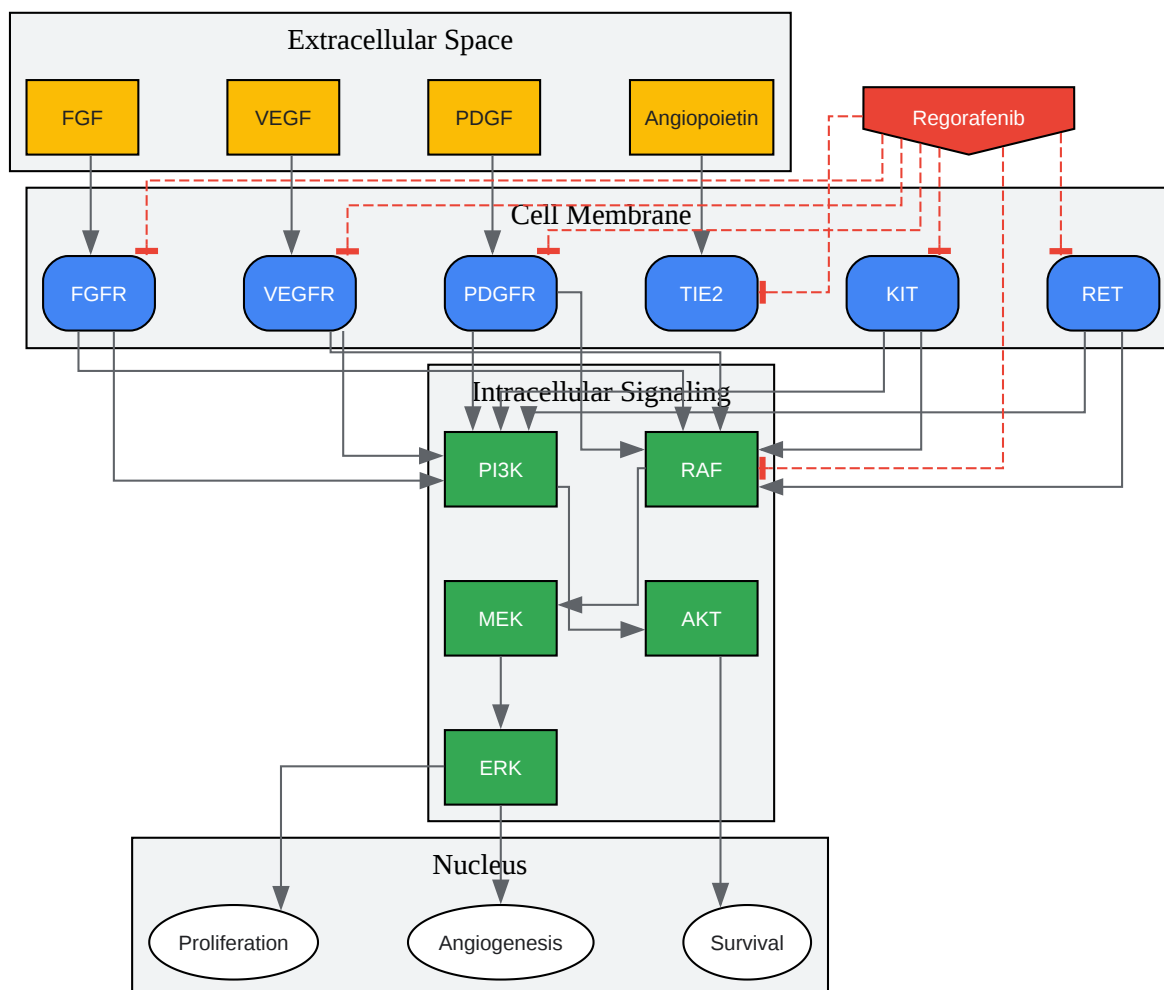 Extracellular Space
FGF
VEGF
PDGF
Angiopoietin
Regorafenib
Cell Membrane
FGFR
VEGFR
PDGFR
TIE2
KIT
RET
Intracellular Signaling
PI3K
RAF
MEK
AKT
ERK
Nucleus
Proliferation
Angiogenesis
Survival